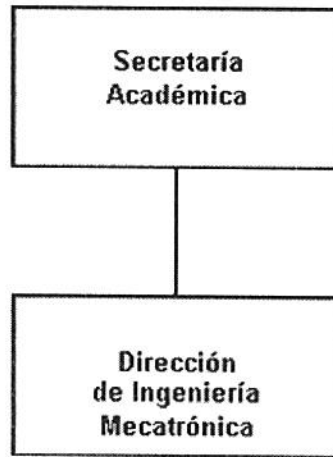 Secretaría
Académica
Dirección
de Ingeniería
Mecatrónica